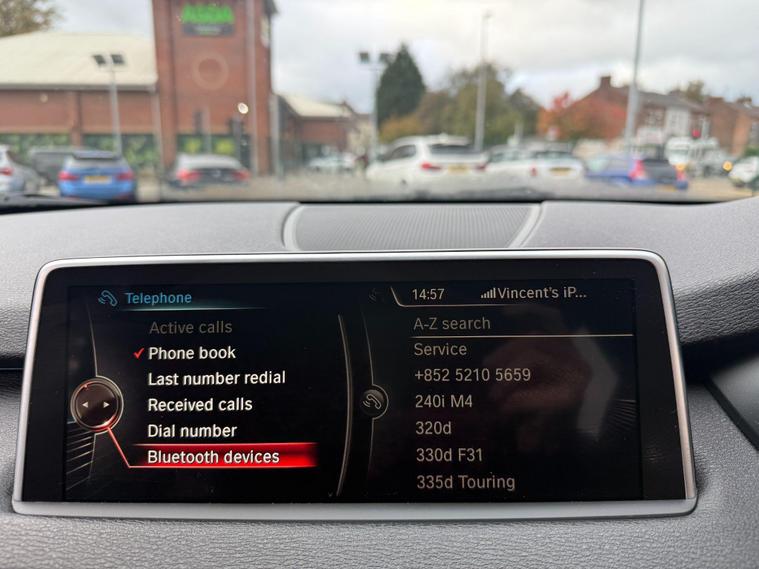 ASDA
Telephone
Active calls
Phone book
Last number redial
Received calls
Dial number
Bluetooth devices
14:57
Vincent's iP...
A-Z search
Service
+852 5210 5659
240i M4
320d
330d F31
335d Touring